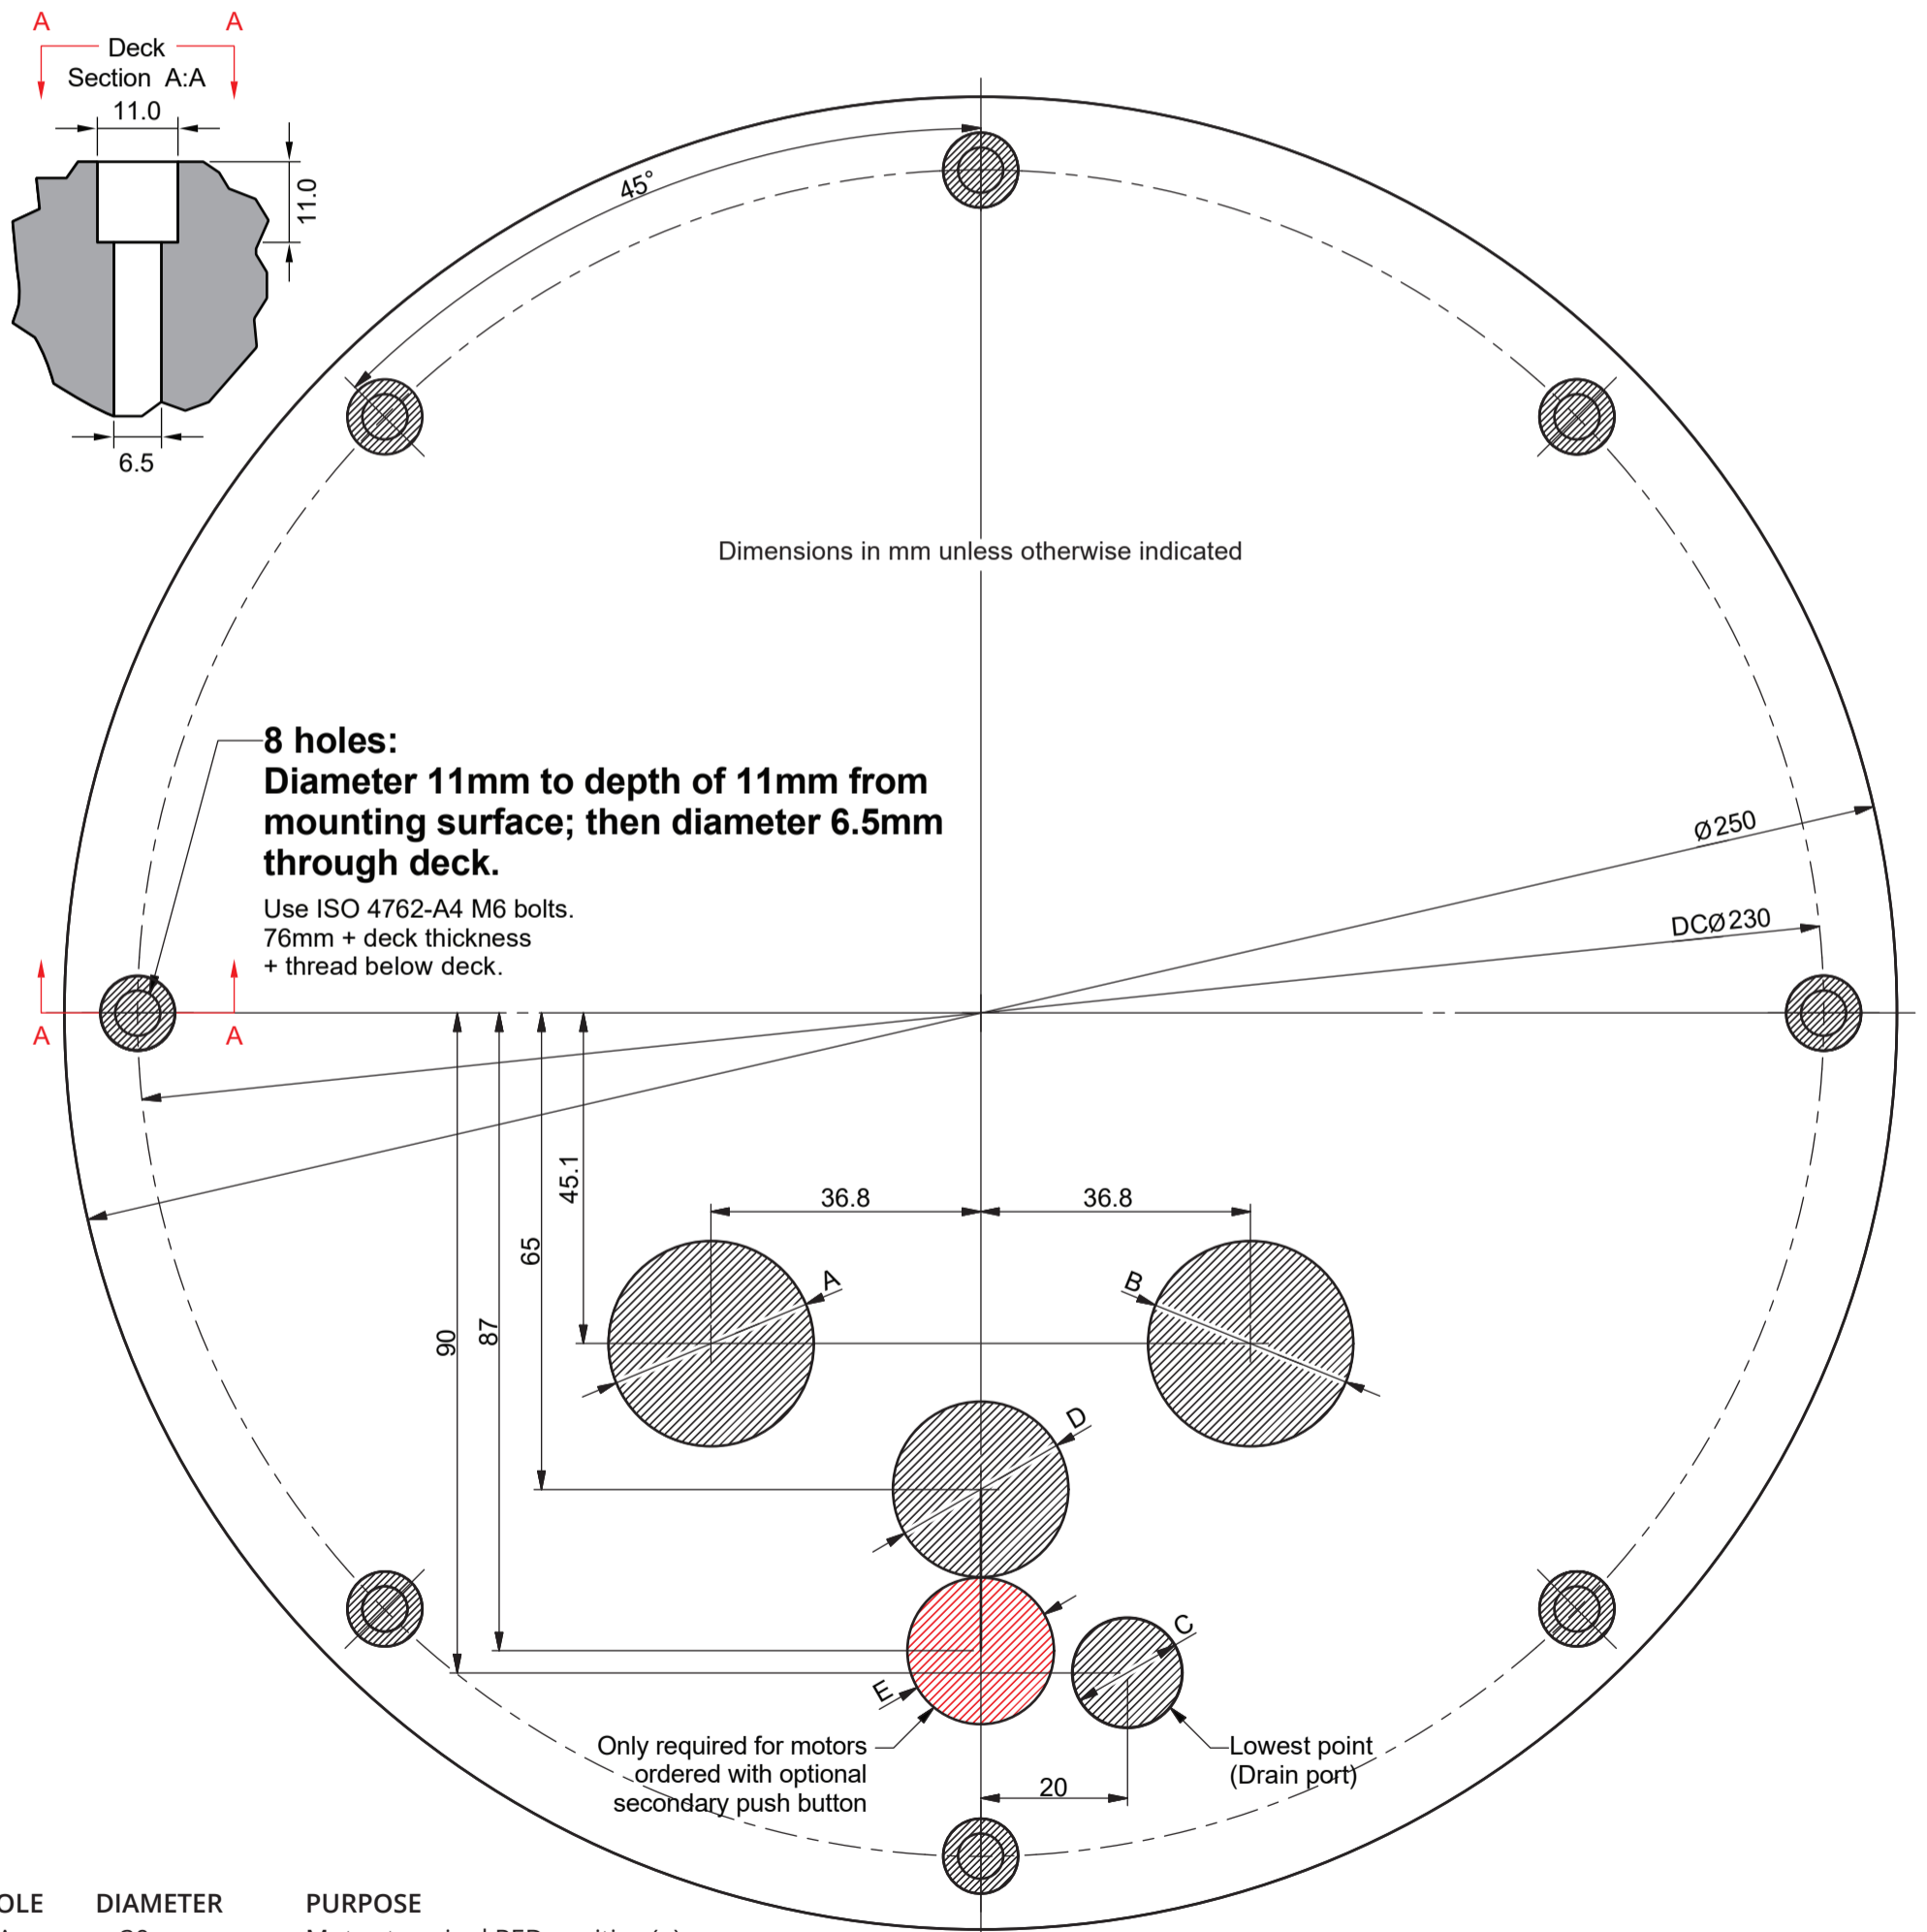 A A
Deck
Section A:A
11.0
11.0
6.5
45°
Dimensions in mm unless otherwise indicated
8 holes:
Diameter 11mm to depth of 11mm from
mounting surface; then diameter 6.5mm
through deck.
Use ISO 4762-A4 M6 bolts.
76mm + deck thickness
+ thread below deck.
Ø250
DCØ230
A A
45.1
36.8 36.8
65
87
90
A
B
D
C
E
Only required for motors
ordered with optional
secondary push button
Lowest point
(Drain port)
20
OLE DIAMETER PURPOSE